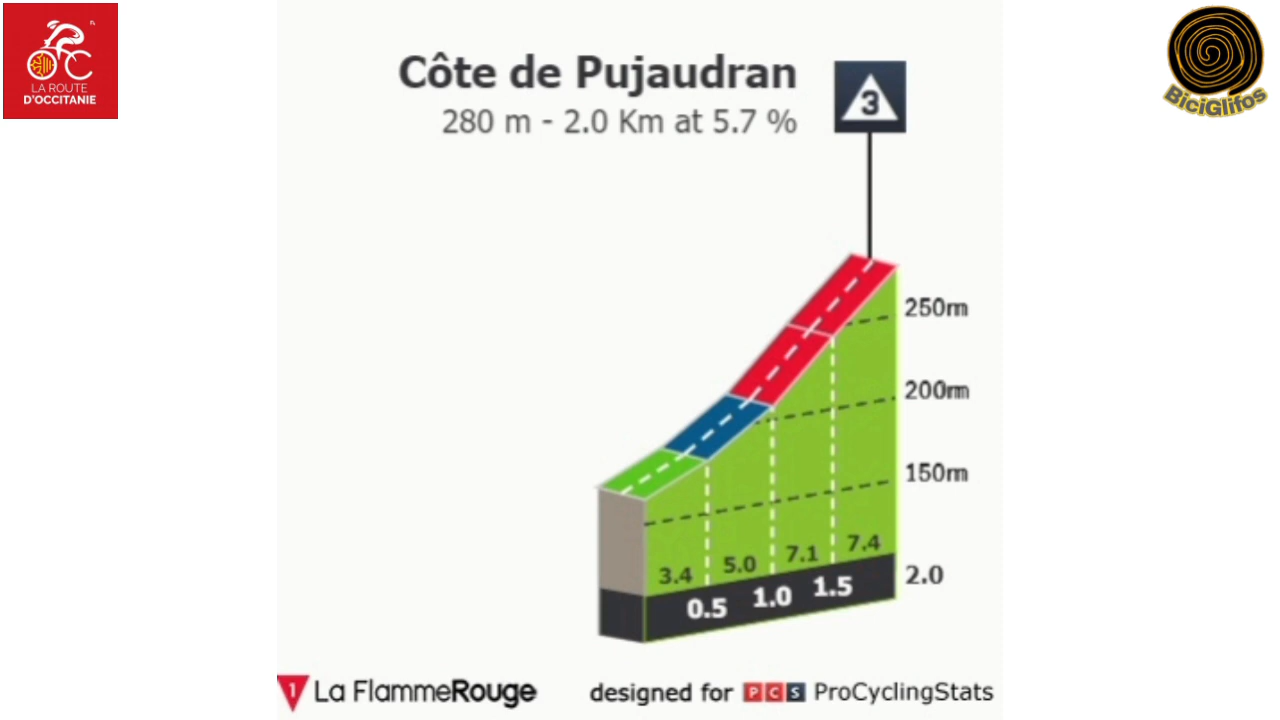 LA ROUTE
D'OCCITANIE
BiciGlifos
Côte de Pujaudran
280 m - 2.0 Km at 5.7 %
3
250m
200m
150m
3.4 5.0 7.1 7.4
0.5 1.0 1.5 2.0
1 La FlammeRouge
designed for PCS ProCyclingStats